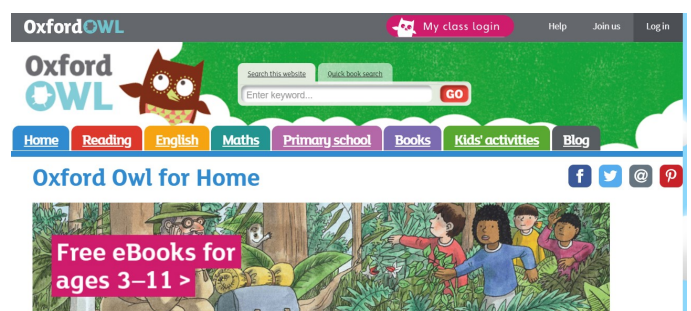 OxfordOWL
My class login
Help
Join us
Log in
Oxford
OWL
Search this website
Quick book search
Enter keyword...
GO
Home
Reading
English
Maths
Primary school
Books
Kids' activities
Blog
Oxford Owl for Home
f
@
Free eBooks for
ages 3–11 >